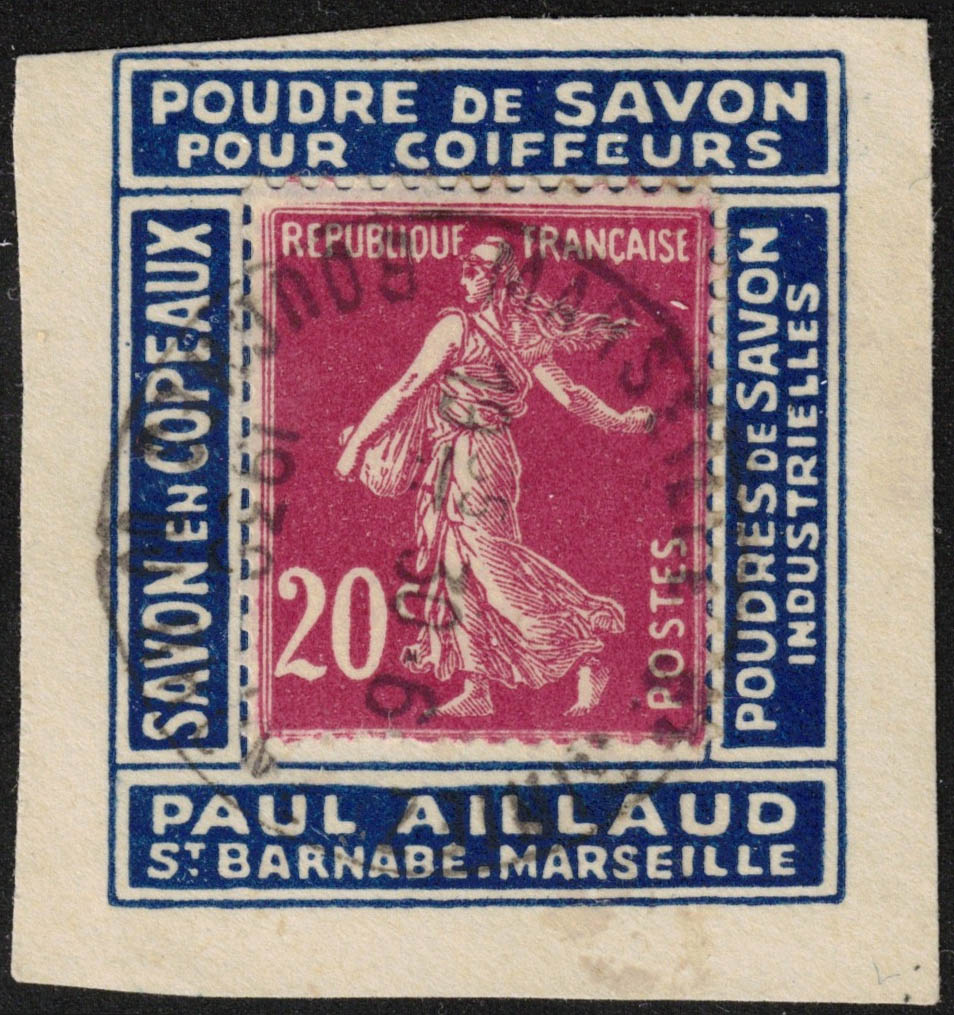 POUDRE DE SAVON
POUR COIFFEURS
SAVON EN COPEAUX
REPUBLIQUE FRANÇAISE
20
POSTES
POUDRES DE SAVON
INDUSTRIELLES
PAUL AILLAUD
ST BARNABE. MARSEILLE